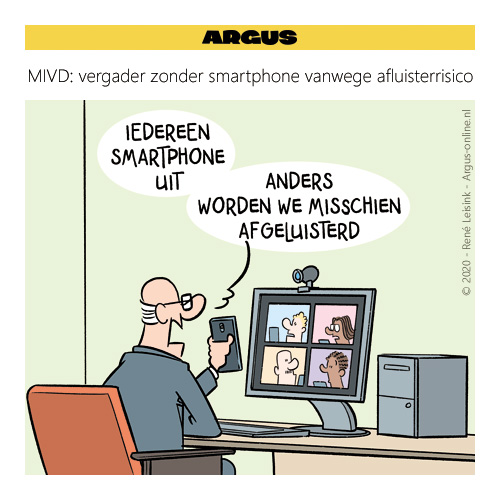 ARGUS
MIVD: vergader zonder smartphone vanwege afluisterrisico
IEDEREEN
SMARTPHONE
UIT
ANDERS
WORDEN WE MISSCHIEN
AFGELUISTERD
© 2020 - René Leisink - Argus-online.nl